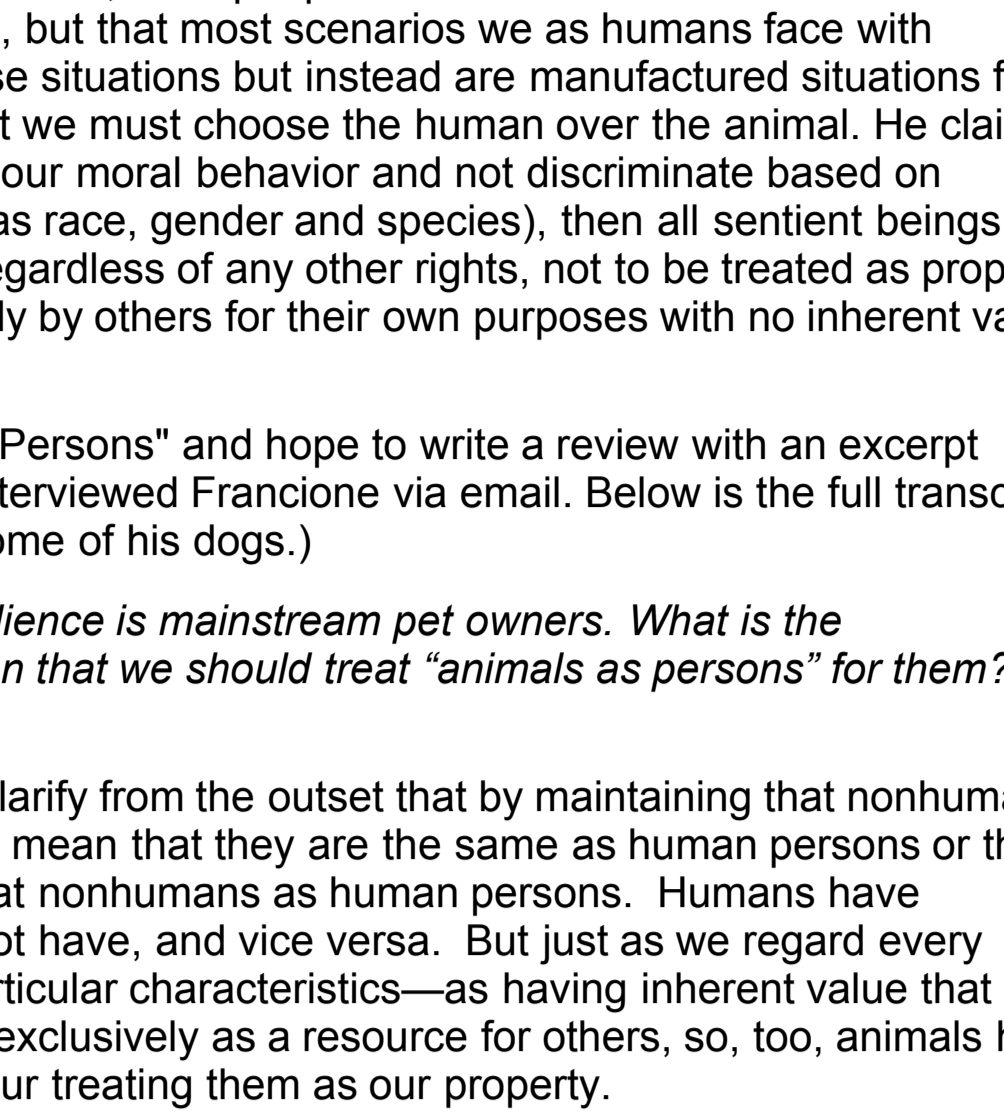 , but that most scenarios we as humans face with
se situations but instead are manufactured situations f
t we must choose the human over the animal. He clai
our moral behavior and not discriminate based on
as race, gender and species), then all sentient beings
egardless of any other rights, not to be treated as prop
ly by others for their own purposes with no inherent va
Persons" and hope to write a review with an excerpt
terviewed Francione via email. Below is the full transc
ome of his dogs.)
dience is mainstream pet owners. What is the
n that we should treat “animals as persons” for them?
larify from the outset that by maintaining that nonhuma
mean that they are the same as human persons or th
at nonhumans as human persons.  Humans have
ot have, and vice versa.  But just as we regard every
rticular characteristics—as having inherent value that
exclusively as a resource for others, so, too, animals h
ur treating them as our property.